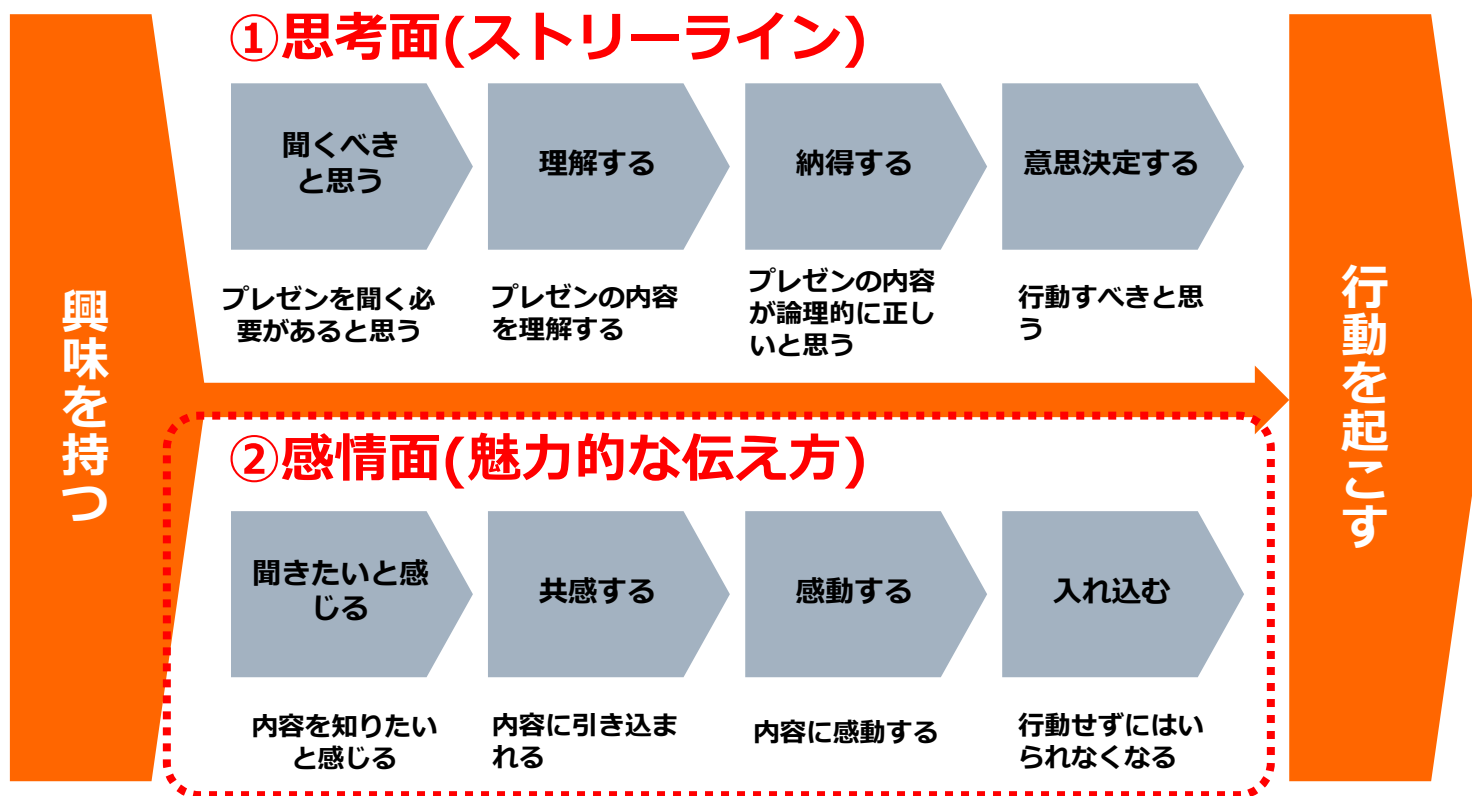 ①思考面(ストリーライン)
聞くべき
と思う
理解する
納得する
意思決定する
プレゼンを聞く必
要があると思う
プレゼンの内容
を理解する
プレゼンの内容
が論理的に正し
いと思う
行動すべきと思
う
興味を持つ
行動を起こす
②感情面(魅力的な伝え方)
聞きたいと感
じる
共感する
感動する
入れ込む
内容を知りたい
と感じる
内容に引き込ま
れる
内容に感動する
行動せずにはい
られなくなる